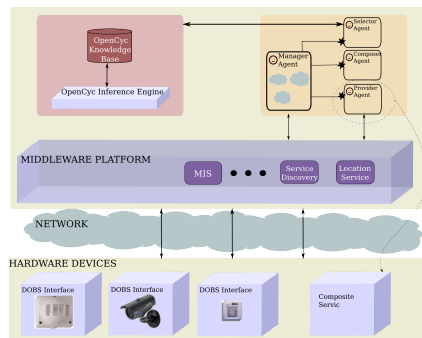 OpenCyc
Knowledge
Base
OpenCyc Inference Engine
Selector
Agent
Manager
Agent
Composer
Agent
Provider
Agent
MIDDLEWARE PLATFORM
MIS
Service
Discovery
Location
Service
NETWORK
HARDWARE DEVICES
DOBS Interface
DOBS Interface
DOBS Interface
Composite
Servic